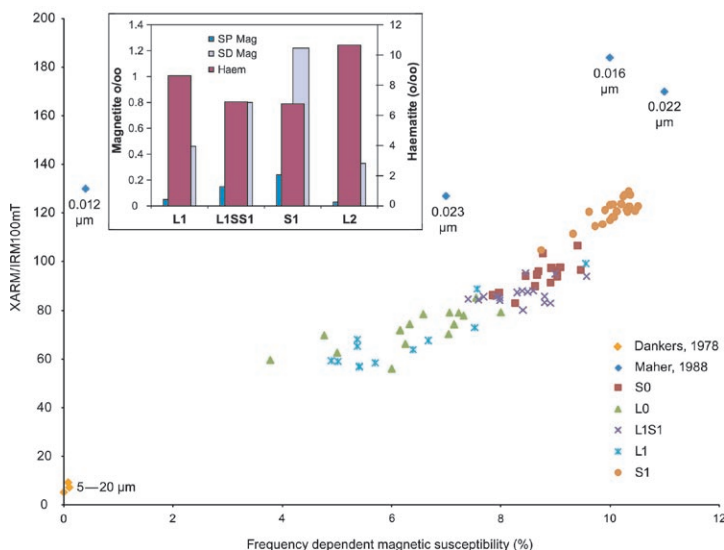 200
180
160
140
120
100
80
60
40
20
0
XARM/IRM100mT
0
2
4
6
8
10
12
Frequency dependent magnetic susceptibility (%)
1.4
1.2
1
0.8
0.6
0.4
0.2
0
Magnetite o/oo
SP Mag
SD Mag
Haem
12
10
8
6
4
2
0
Haematite (o/oo)
L1
L1SS1
S1
L2
0.012
µm
0.023
µm
0.016
µm
0.022
µm
5—20 µm
Dankers, 1978
Maher, 1988
S0
L0
L1S1
L1
S1